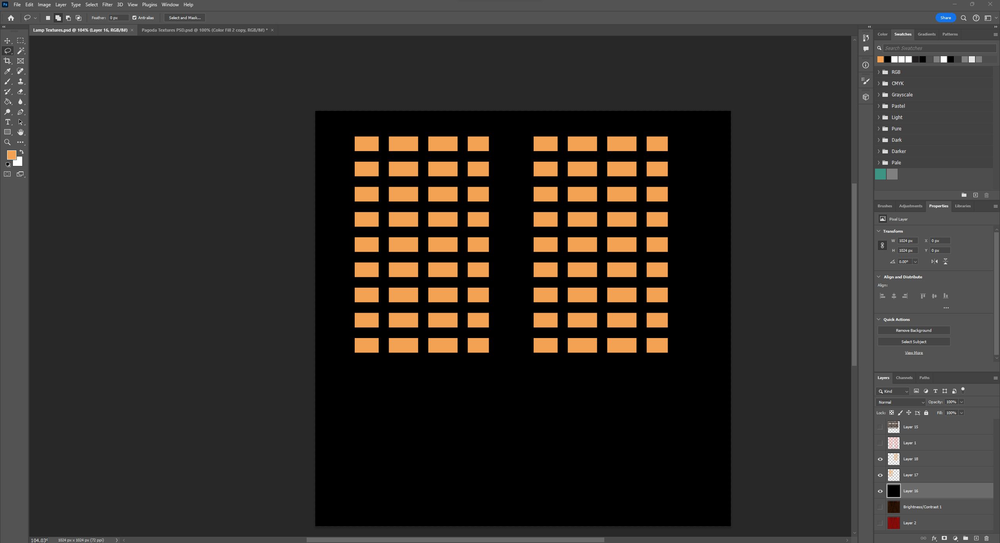 Ps File Edit Image Layer Type Select Filter 3D View Plugins Window Help
Feather: 0 px Anti-alias Select and Mask... Share
Lamp Textures.psd @ 104% (Layer 16, RGB/8#) × Pagoda Textures PSD.psd @ 100% (Color Fill 2 copy, RGB/8#) * ×
Color Swatches Gradients Patterns
Search Swatches
RGB
CMYK
Grayscale
Pastel
Light
Pure
Dark
Darker
Pale
Brushes Adjustments Properties Libraries
Pixel Layer
Transform
W 1024 px X 0 px
H 1024 px Y 0 px
0.00°
Align and Distribute
Align:
Quick Actions
Remove Background
Select Subject
View More
Layers Channels Paths
Kind
Normal Opacity: 100%
Lock: Fill: 100%
Layer 15
Layer 1
Layer 18
Layer 17
Layer 16
Brightness/Contrast 1
Layer 2
104.03% 1024 px x 1024 px (72 ppi)